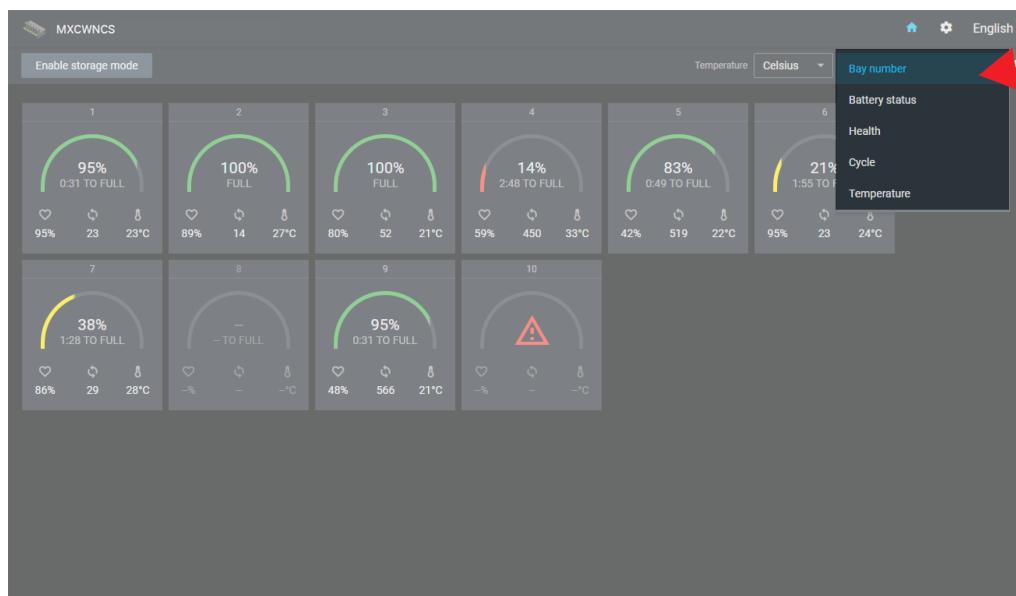 MXCWNCS English
Enable storage mode Temperature Celsius Bay number
Battery status
Health
Cycle
Temperature
1 2 3 4 5 6
95% 100% 100% 14% 83% 21%
0:31 TO FULL FULL FULL 2:48 TO FULL 0:49 TO FULL 1:55 TO
95% 23 23°C 89% 14 27°C 80% 52 21°C 59% 450 33°C 42% 519 22°C 95% 23 24°C
7 8 9 10
38% – 95%
1:28 TO FULL – TO FULL 0:31 TO FULL
86% 29 28°C –% – –°C 48% 566 21°C –% – –°C